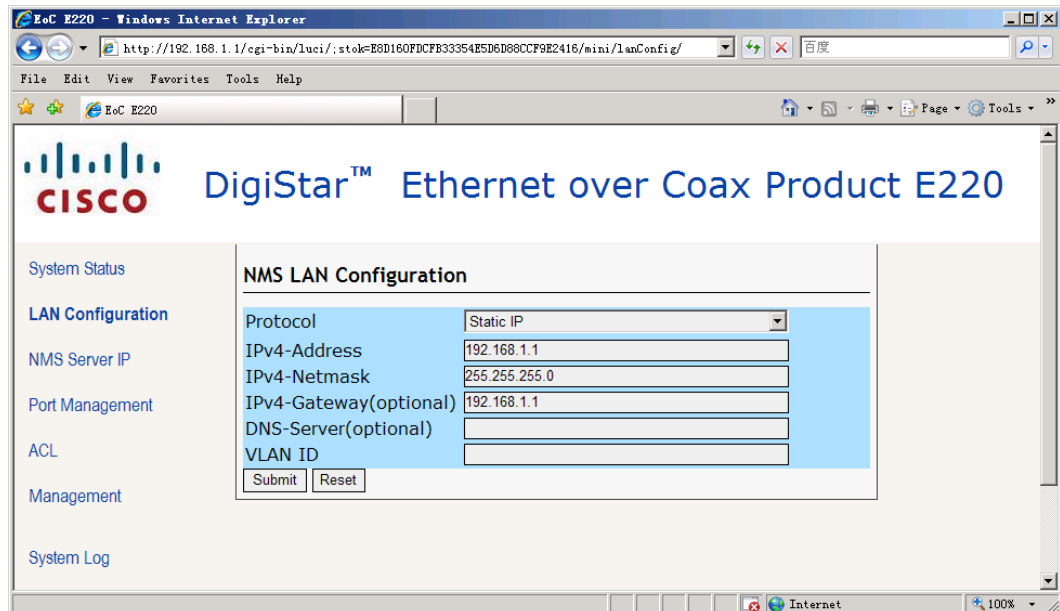 EoC E220 - Windows Internet Explorer
http://192.168.1.1/cgi-bin/luci/;stok=E8D160FDCFB33354E5D6D88CCF9E2416/mini/lanConfig/ 百度
File Edit View Favorites Tools Help
EoC E220 Page Tools »
CISCO DigiStar™ Ethernet over Coax Product E220
System Status
LAN Configuration
NMS Server IP
Port Management
ACL
Management
System Log
NMS LAN Configuration
Protocol Static IP
IPv4-Address 192.168.1.1
IPv4-Netmask 255.255.255.0
IPv4-Gateway(optional) 192.168.1.1
DNS-Server(optional)
VLAN ID
Submit Reset
Internet 100%